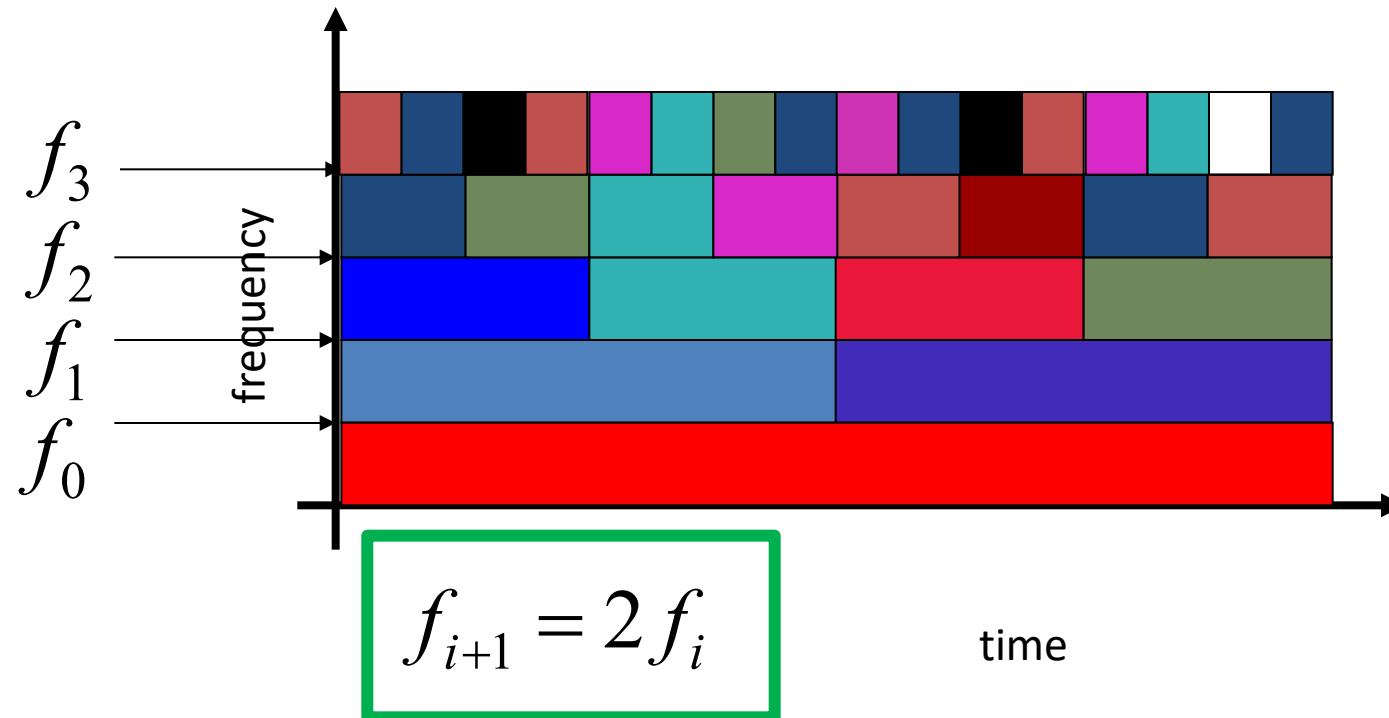 f₃
f₂
f₁
f₀
frequency
fᵢ₊₁ = 2fᵢ
time